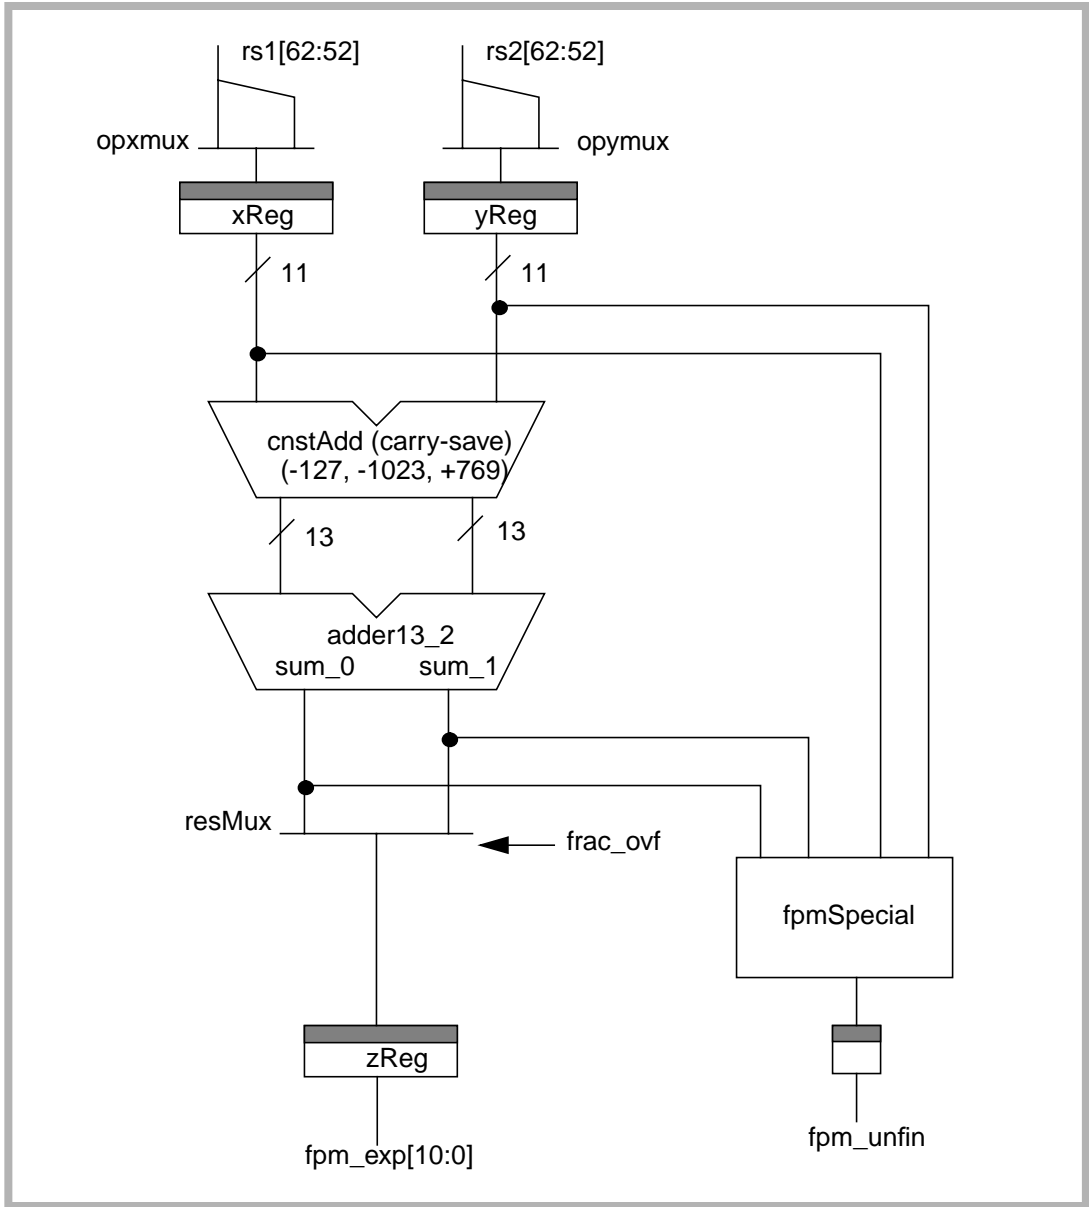 rs1[62:52]
rs2[62:52]
opxmux
opymux
xReg
yReg
11
11
cnstAdd (carry-save)
(-127, -1023, +769)
13
13
adder13_2
sum_0
sum_1
resMux
frac_ovf
fpmSpecial
zReg
fpm_unfin
fpm_exp[10:0]